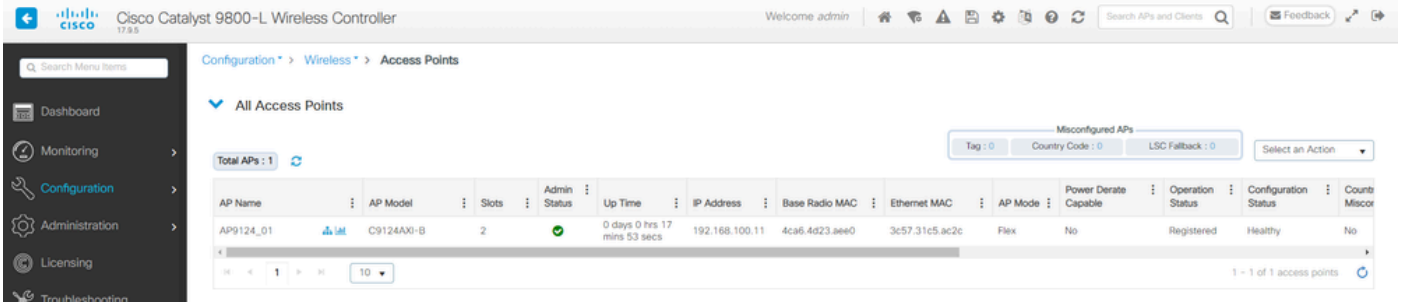 CISCO
Cisco Catalyst 9800-L Wireless Controller
17.9.5
Welcome admin
Search APs and Clients
Feedback
Search Menu Items
Dashboard
Monitoring
Configuration
Administration
Licensing
Troubleshooting
Configuration > Wireless > Access Points
All Access Points
Misconfigured APs
Tag : 0 Country Code : 0 LSC Fallback : 0
Select an Action
Total APs : 1
AP Name AP Model Slots Admin Status Up Time IP Address Base Radio MAC Ethernet MAC AP Mode Power Derate Capable Operation Status Configuration Status Countr Miscor
AP9124_01 C9124AXI-B 2 0 days 0 hrs 17 mins 53 secs 192.168.100.11 4ca6.4d23.aee0 3c57.31c5.ac2c Flex No Registered Healthy No
1 10
1 - 1 of 1 access points